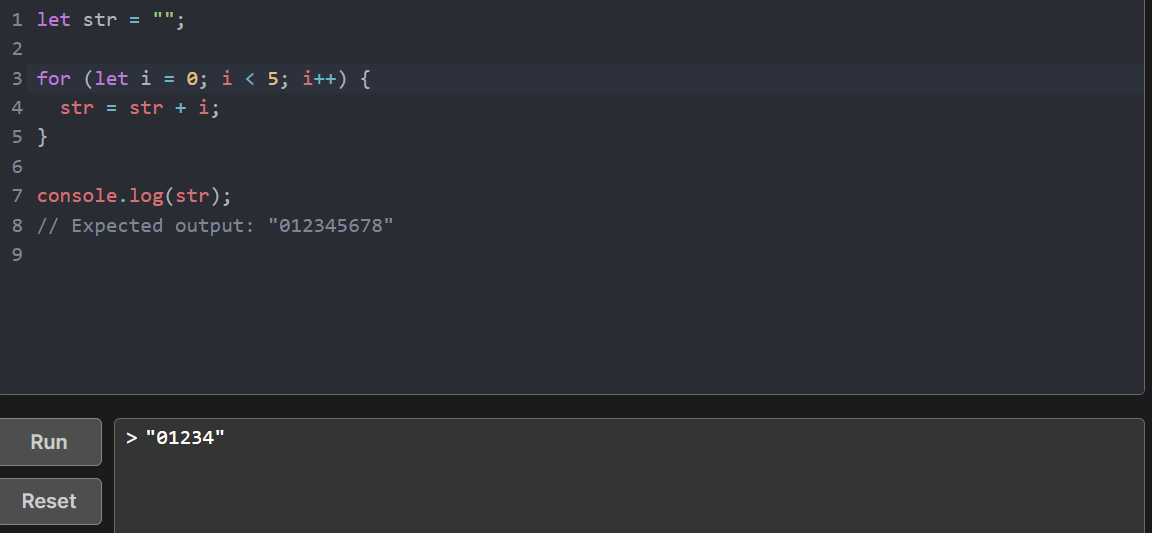 1 let str = "";
2
3 for (let i = 0; i < 5; i++) {
4   str = str + i;
5 }
6
7 console.log(str);
8 // Expected output: "012345678"
9
Run
> "01234"
Reset